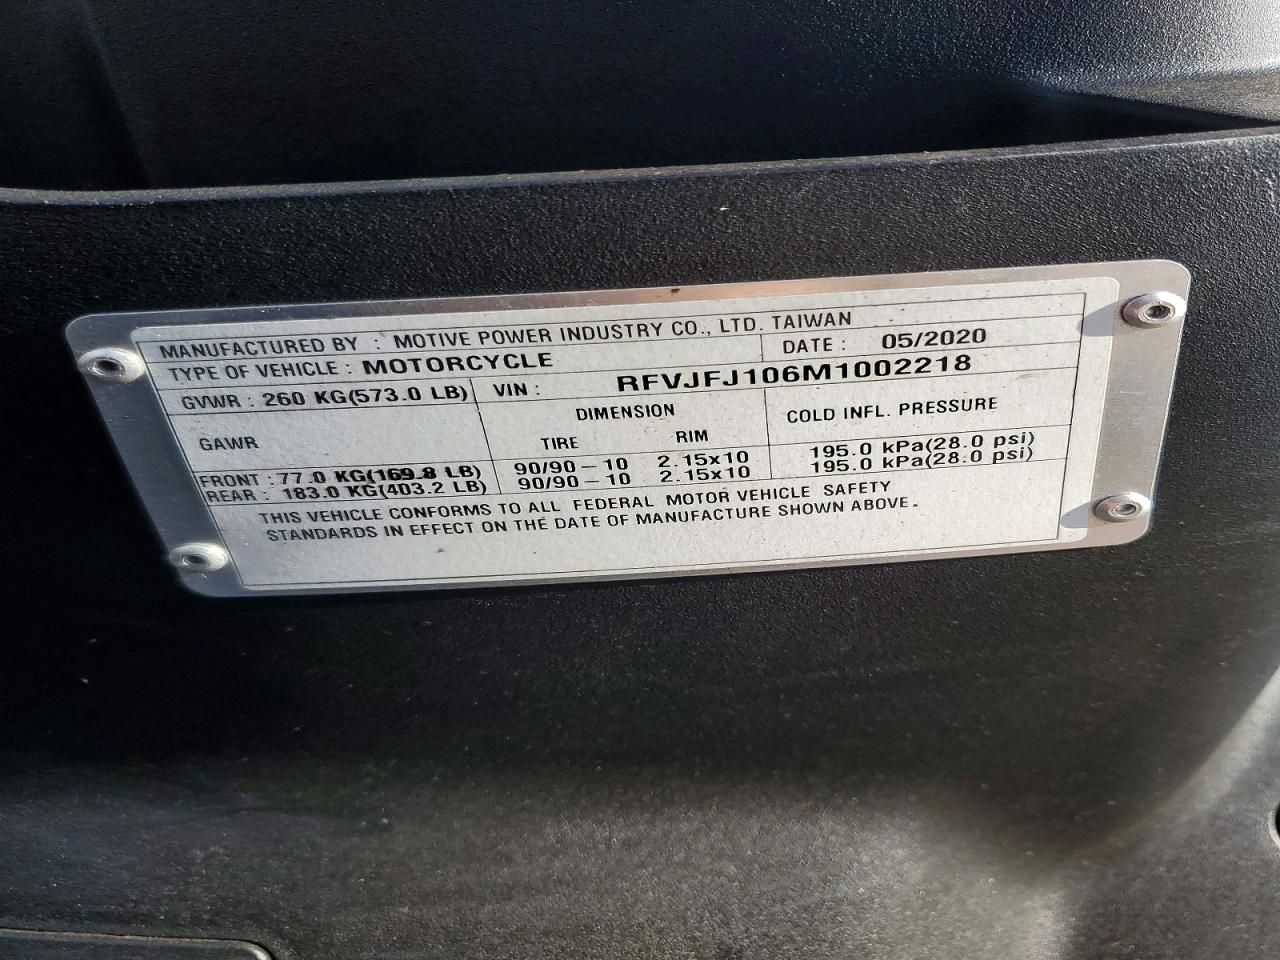 MANUFACTURED BY : MOTIVE POWER INDUSTRY CO., LTD. TAIWAN
TYPE OF VEHICLE : MOTORCYCLE DATE : 05/2020
GVWR : 260 KG(573.0 LB) VIN : RFVJFJ106M1002218
GAWR DIMENSION COLD INFL. PRESSURE
TIRE RIM
FRONT : 77.0 KG(169.8 LB) 90/90-10 2.15x10 195.0 kPa(28.0 psi)
REAR : 183.0 KG(403.2 LB) 90/90-10 2.15x10 195.0 kPa(28.0 psi)
THIS VEHICLE CONFORMS TO ALL FEDERAL MOTOR VEHICLE SAFETY
STANDARDS IN EFFECT ON THE DATE OF MANUFACTURE SHOWN ABOVE.